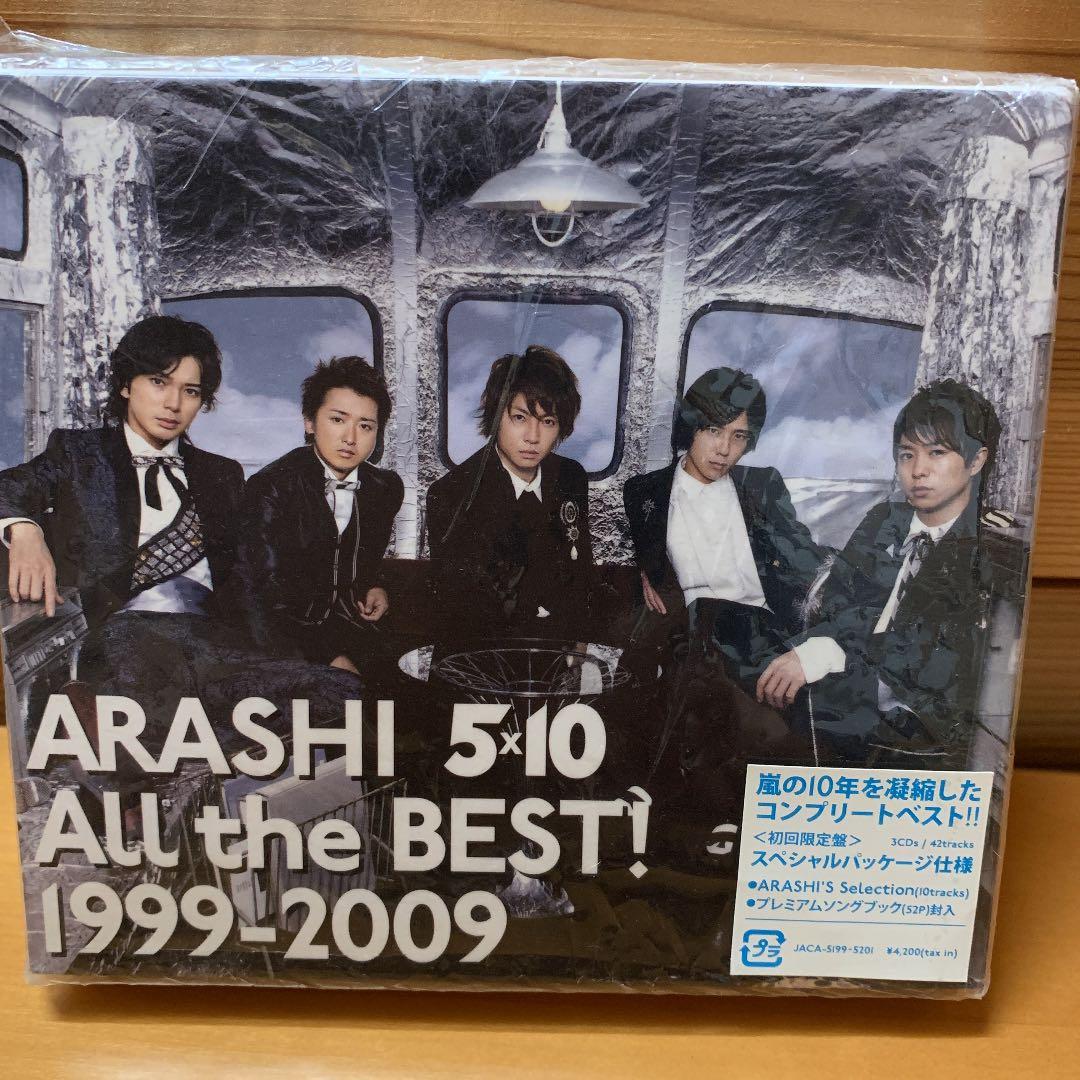 ARASHI 5×10
All the BEST!
1999-2009
嵐の10年を凝縮した
コンプリートベスト!!
＜初回限定盤＞ 3CDs / 42tracks
スペシャルパッケージ仕様
●ARASHI'S Selection(10tracks)
●プレミアムソングブック(52P)封入
プラ JACA-5199-5201 ¥4,200(tax in)